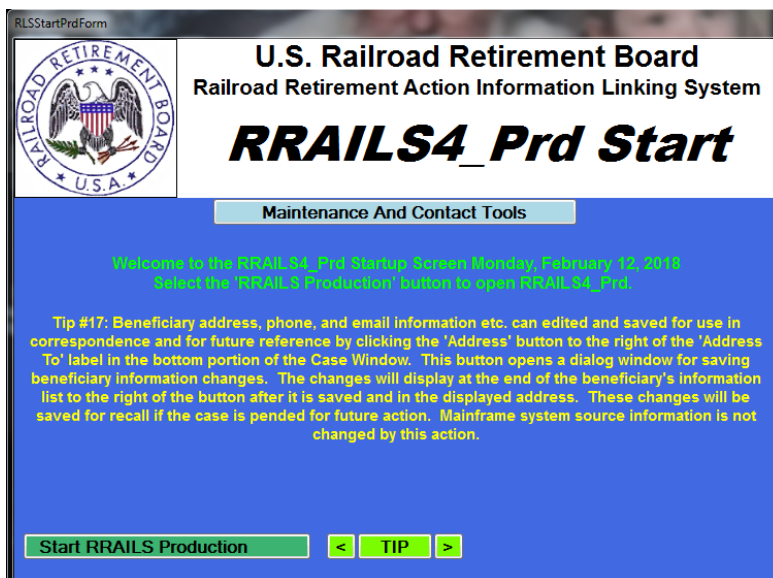 RLSStartPrdForm
RAILROAD RETIREMENT BOARD
U.S.A.
U.S. Railroad Retirement Board
Railroad Retirement Action Information Linking System
RRAILS4_Prd Start
Maintenance And Contact Tools
Welcome to the RRAILS4_Prd Startup Screen Monday, February 12, 2018
Select the 'RRAILS Production' button to open RRAILS4_Prd.
Tip #17: Beneficiary address, phone, and email information etc. can edited and saved for use in
correspondence and for future reference by clicking the 'Address' button to the right of the 'Address
To' label in the bottom portion of the Case Window.  This button opens a dialog window for saving
beneficiary information changes.  The changes will display at the end of the beneficiary's information
list to the right of the button after it is saved and in the displayed address.  These changes will be
saved for recall if the case is pended for future action.  Mainframe system source information is not
changed by this action.
Start RRAILS Production < TIP >